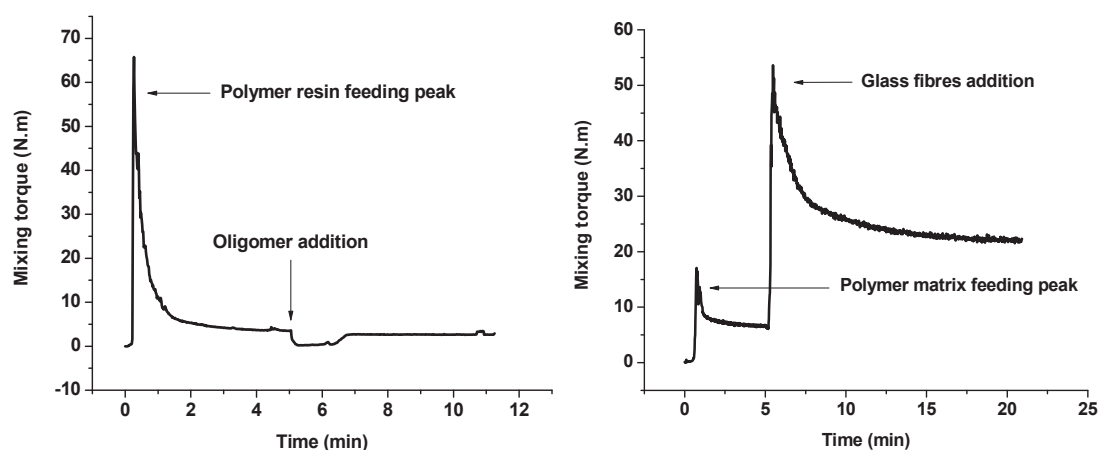 70
60
50
40
30
20
10
0
-10
Mixing torque (N.m)
Polymer resin feeding peak
Oligomer addition
0 2 4 6 8 10 12
Time (min)
60
50
40
30
20
10
0
Mixing torque (N.m)
Glass fibres addition
Polymer matrix feeding peak
0 5 10 15 20 25
Time (min)